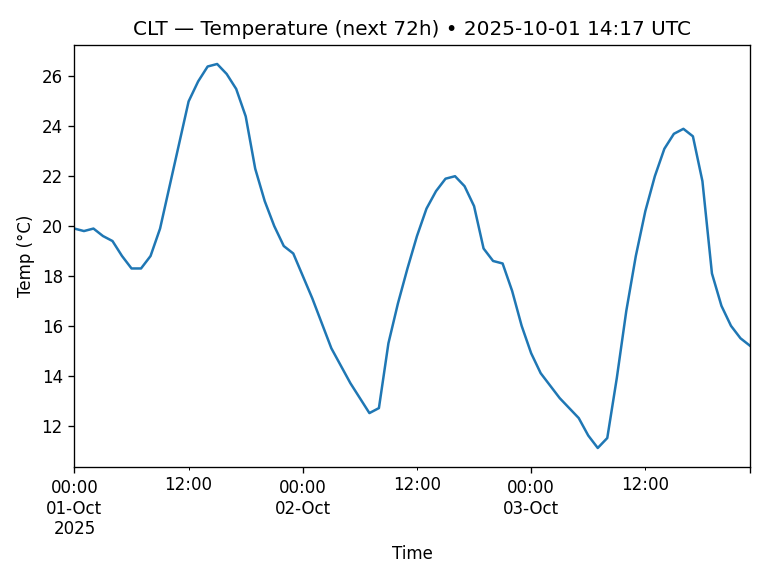 CLT — Temperature (next 72h) • 2025-10-01 14:17 UTC
Temp (°C)
26
24
22
20
18
16
14
12
00:00 12:00 00:00 12:00 00:00 12:00
01-Oct 02-Oct 03-Oct
2025
Time